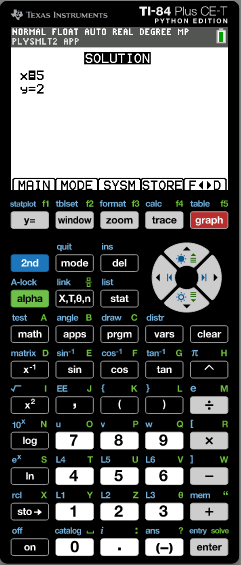 TEXAS INSTRUMENTS TI-84 Plus CE-T
PYTHON EDITION
NORMAL FLOAT AUTO REAL DEGREE MP
PLYSMLT2 APP
SOLUTION
x=5
y=2
MAIN MODE SYSM STORE F◄►D
statplot f1 tblset f2 format f3 calc f4 table f5
y= window zoom trace graph
quit ins
2nd mode del
A-lock link list
alpha X,T,θ,n stat
test A angle B draw C distr
math apps prgm vars clear
matrix D sin⁻¹ E cos⁻¹ F tan⁻¹ G π H
x⁻¹ sin cos tan ^
√ I EE J { K } L e M
x² , ( ) ÷
10ˣ N u O v P w Q [ R
log 7 8 9 ×
eˣ S L4 T L5 U L6 V ] W
ln 4 5 6 −
rcl X L1 Y L2 Z L3 θ mem "
sto→ 1 2 3 +
off catalog ␣ i : ans ? entry solve
on 0 . (−) enter